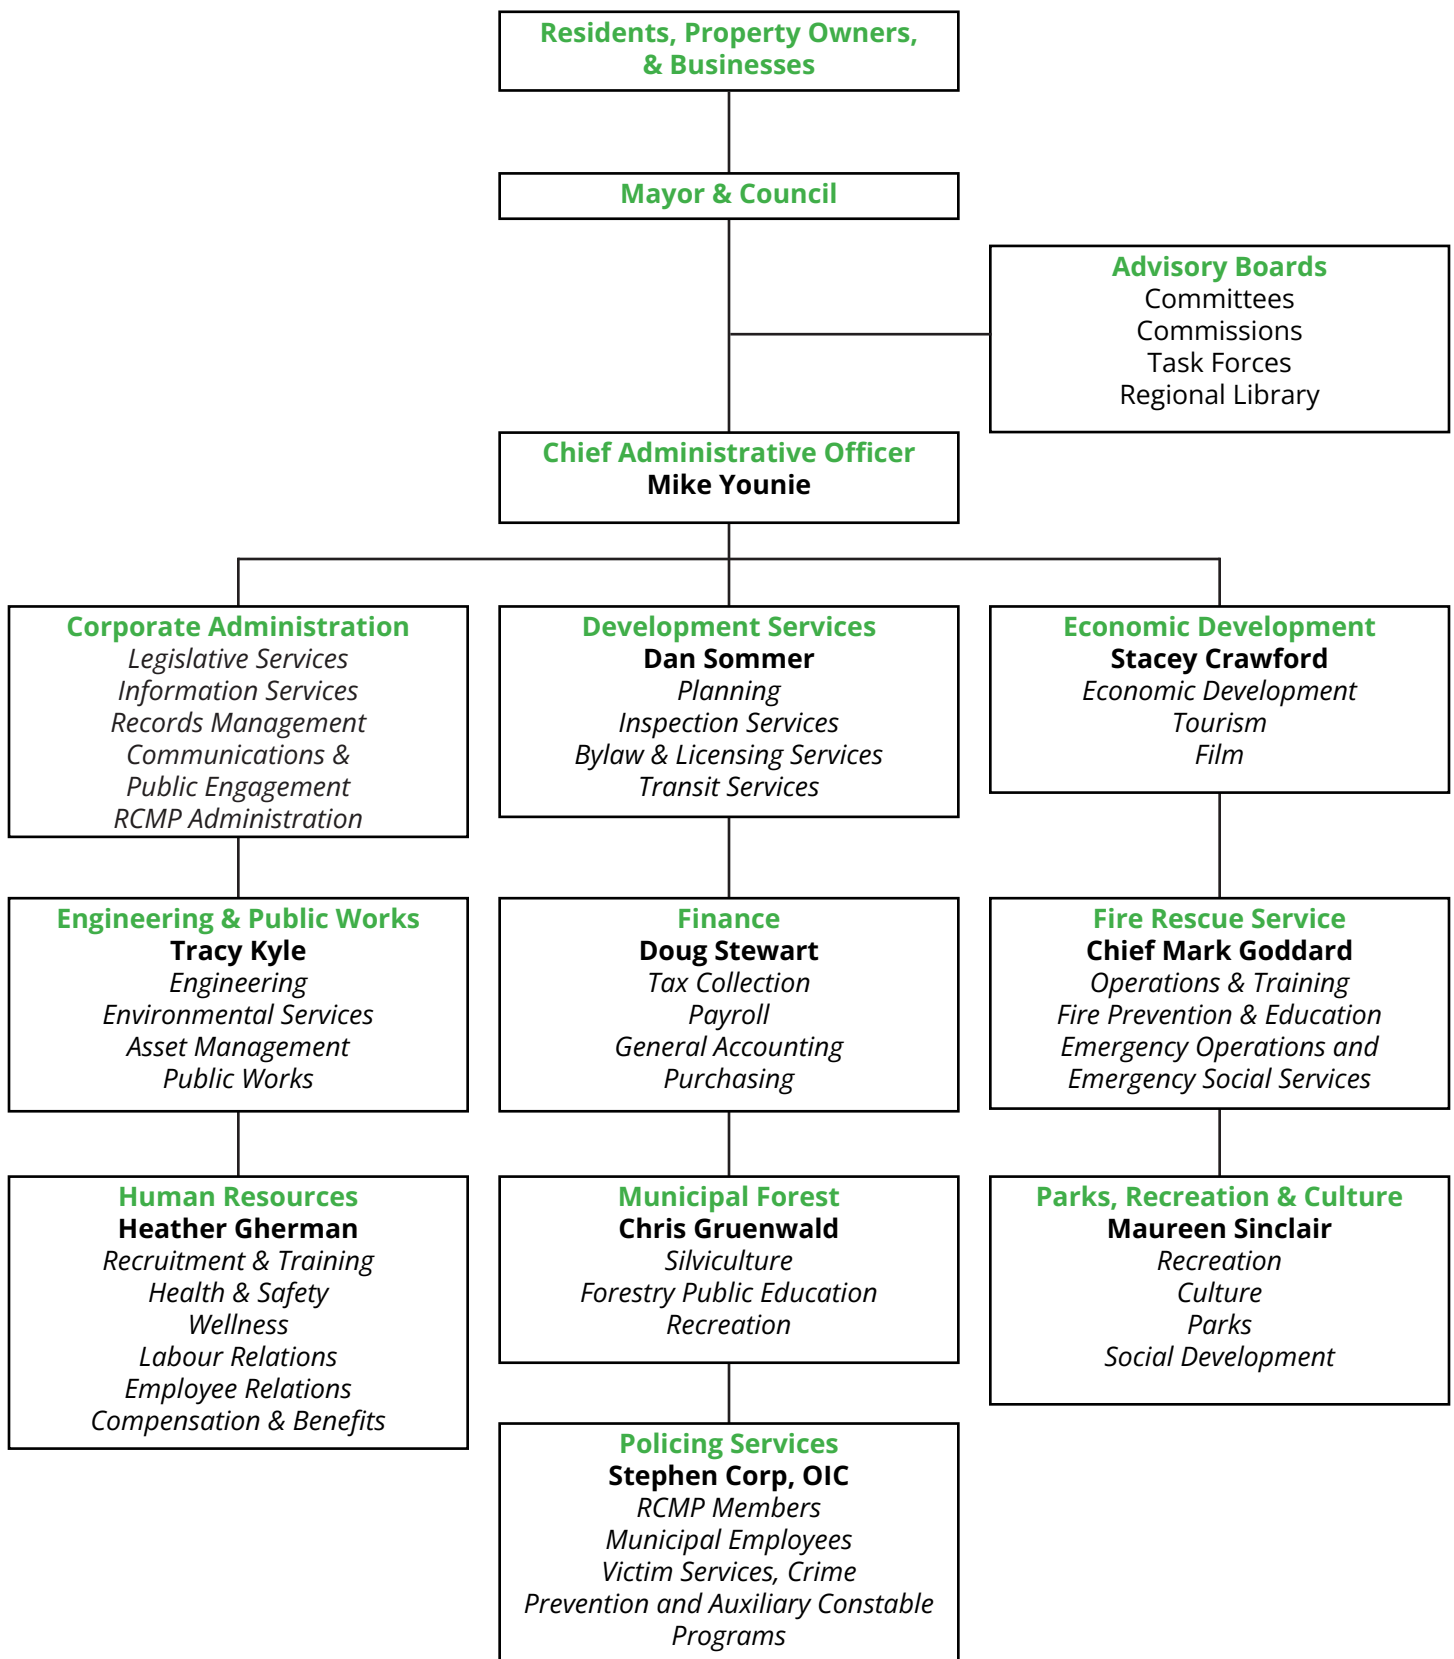 Residents, Property Owners,
& Businesses
Mayor & Council
Advisory Boards
Committees
Commissions
Task Forces
Regional Library
Chief Administrative Officer
Mike Younie
Corporate Administration
Legislative Services
Information Services
Records Management
Communications &
Public Engagement
RCMP Administration
Development Services
Dan Sommer
Planning
Inspection Services
Bylaw & Licensing Services
Transit Services
Economic Development
Stacey Crawford
Economic Development
Tourism
Film
Engineering & Public Works
Tracy Kyle
Engineering
Environmental Services
Asset Management
Public Works
Finance
Doug Stewart
Tax Collection
Payroll
General Accounting
Purchasing
Fire Rescue Service
Chief Mark Goddard
Operations & Training
Fire Prevention & Education
Emergency Operations and
Emergency Social Services
Human Resources
Heather Gherman
Recruitment & Training
Health & Safety
Wellness
Labour Relations
Employee Relations
Compensation & Benefits
Municipal Forest
Chris Gruenwald
Silviculture
Forestry Public Education
Recreation
Parks, Recreation & Culture
Maureen Sinclair
Recreation
Culture
Parks
Social Development
Policing Services
Stephen Corp, OIC
RCMP Members
Municipal Employees
Victim Services, Crime
Prevention and Auxiliary Constable
Programs